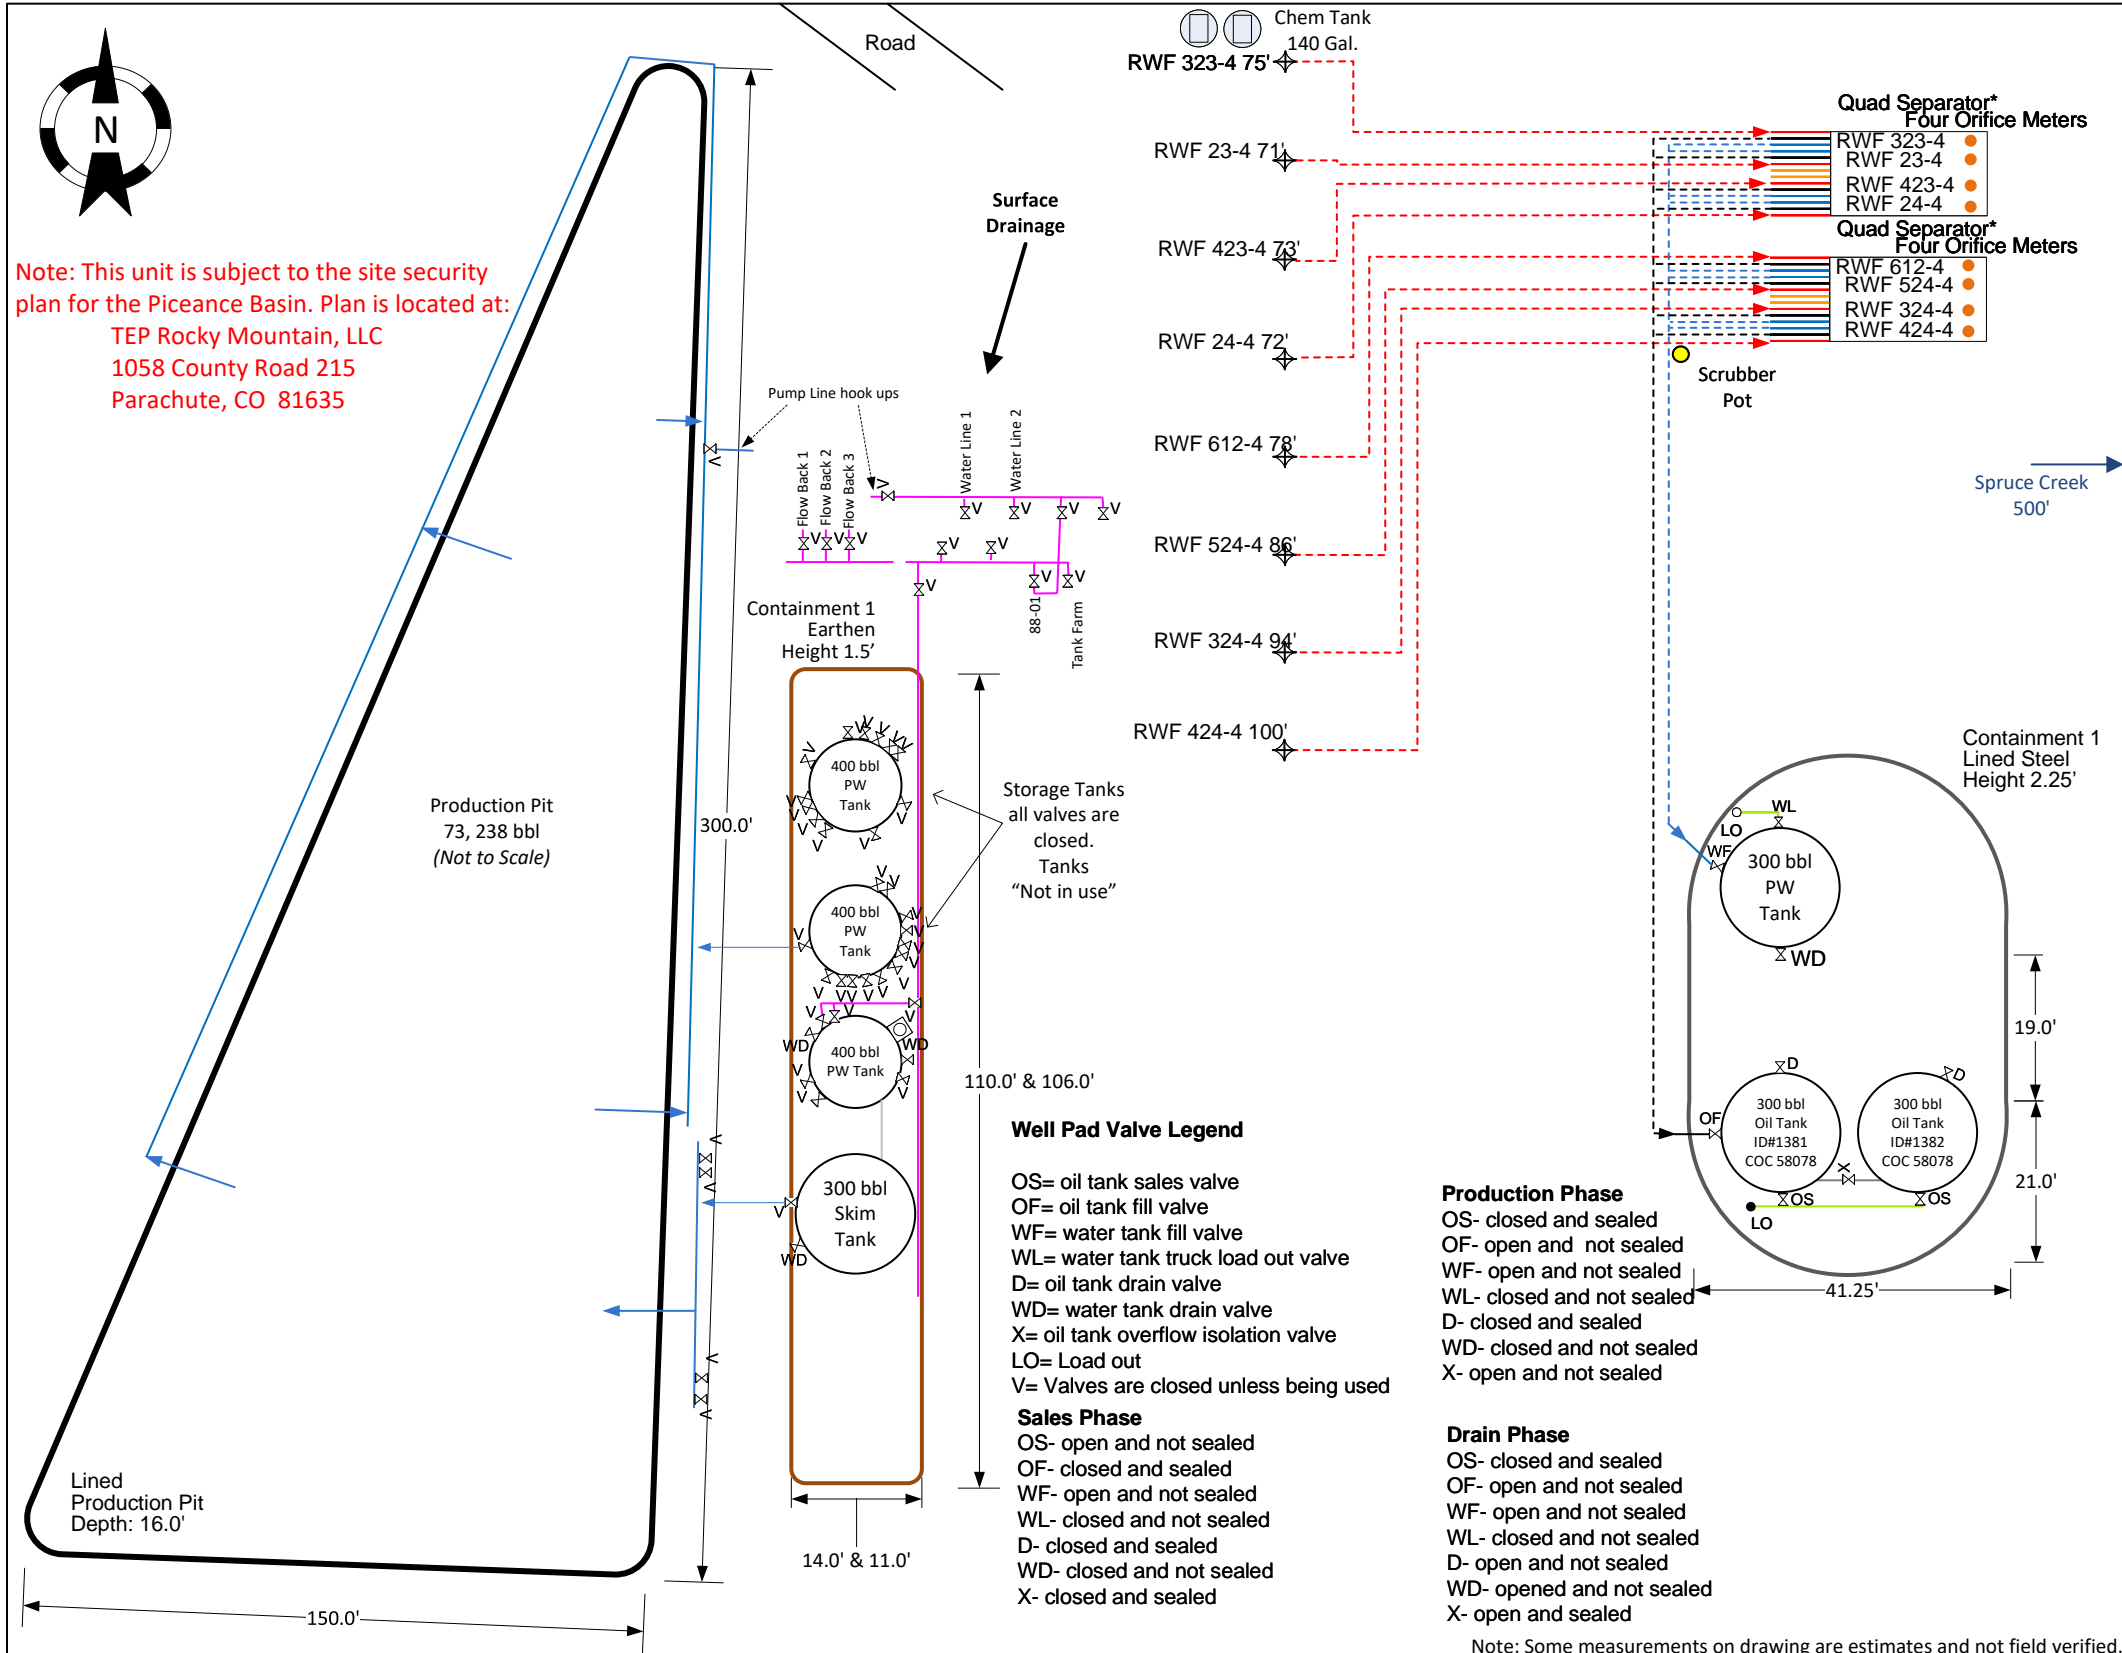 Road
Chem Tank
140 Gal.
RWF 323-4 75'
RWF 23-4 71'
RWF 423-4 73'
RWF 24-4 72'
RWF 612-4 78'
RWF 524-4 86'
RWF 324-4 94'
RWF 424-4 100'
Quad Separator*
Four Orifice Meters
RWF 323-4
RWF 23-4
RWF 423-4
RWF 24-4
Quad Separator*
Four Orifice Meters
RWF 612-4
RWF 524-4
RWF 324-4
RWF 424-4
Scrubber
Pot
Spruce Creek
500'
N
Note: This unit is subject to the site security
plan for the Piceance Basin. Plan is located at:
TEP Rocky Mountain, LLC
1058 County Road 215
Parachute, CO 81635
Surface
Drainage
Pump Line hook ups
Flow Back 1
Flow Back 2
Flow Back 3
Water Line 1
Water Line 2
V
V
V
V
V
V
V
V
V
V
V
V
V
V
88-01
Tank Farm
Containment 1
Earthen
Height 1.5’
Production Pit
73, 238 bbl
(Not to Scale)
300.0'
V
V
V
V
V
V
V
V
V
V
V
V
V
400 bbl
PW
Tank
Storage Tanks
all valves are
closed.
Tanks
“Not in use”
V
V
V
V
V
V
V
V
V
V
V
V
V
400 bbl
PW
Tank
V
V
V
WD
WD
V
V
V
400 bbl
PW Tank
110.0' & 106.0'
V
V
V
WD
300 bbl
Skim
Tank
V
V
Lined
Production Pit
Depth: 16.0'
150.0'
14.0' & 11.0'
Well Pad Valve Legend
OS= oil tank sales valve
OF= oil tank fill valve
WF= water tank fill valve
WL= water tank truck load out valve
D= oil tank drain valve
WD= water tank drain valve
X= oil tank overflow isolation valve
LO= Load out
V= Valves are closed unless being used
Sales Phase
OS- open and not sealed
OF- closed and sealed
WF- open and not sealed
WL- closed and not sealed
D- closed and sealed
WD- closed and not sealed
X- closed and sealed
Production Phase
OS- closed and sealed
OF- open and not sealed
WF- open and not sealed
WL- closed and not sealed
D- closed and sealed
WD- closed and not sealed
X- open and not sealed
Drain Phase
OS- closed and sealed
OF- open and not sealed
WF- open and not sealed
WL- closed and not sealed
D- open and not sealed
WD- opened and not sealed
X- open and sealed
Containment 1
Lined Steel
Height 2.25’
WL
LO
WF
300 bbl
PW
Tank
WD
19.0'
D
D
OF
300 bbl
Oil Tank
ID#1381
COC 58078
300 bbl
Oil Tank
ID#1382
COC 58078
X
OS
OS
LO
21.0'
41.25'
Note: Some measurements on drawing are estimates and not field verified.